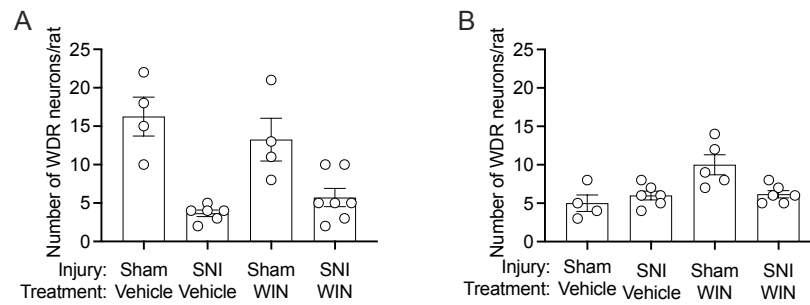 A
Number of WDR neurons/rat
25
20
15
10
5
0
Injury: Sham SNI Sham SNI
Treatment: Vehicle Vehicle WIN WIN
B
Number of WDR neurons/rat
25
20
15
10
5
0
Injury: Sham SNI Sham SNI
Treatment: Vehicle Vehicle WIN WIN